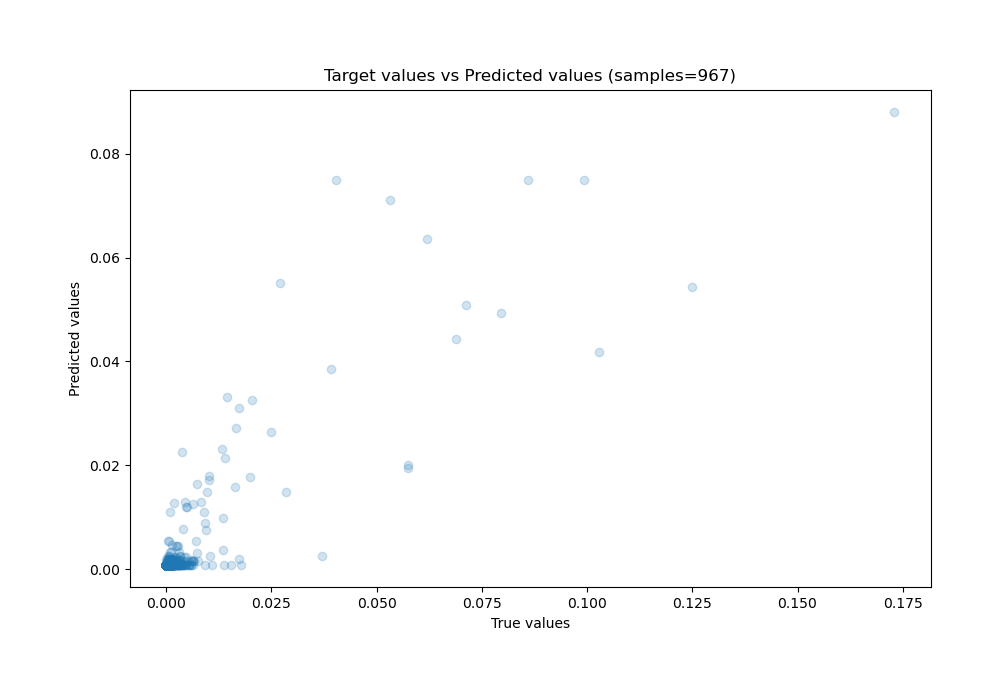 Target values vs Predicted values (samples=967)
0.08
0.06
0.04
0.02
0.00
Predicted values
0.000 0.025 0.050 0.075 0.100 0.125 0.150 0.175
True values